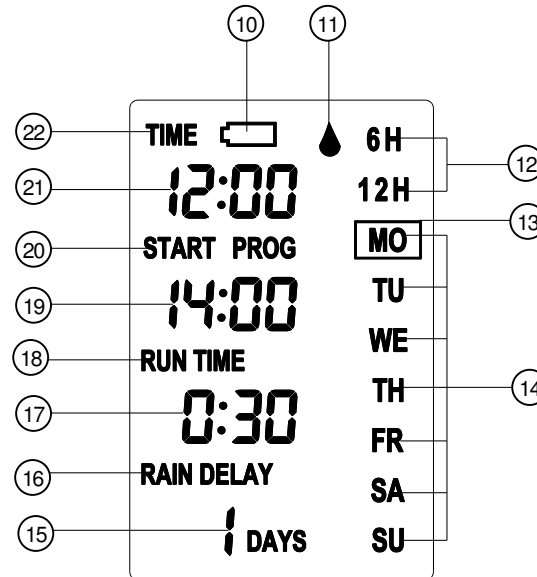 10 11
22 TIME 6H
12
21 12:00 12H
13
20 START PROG MO
19 14:00 TU
18 RUN TIME WE
17 0:30 TH 14
FR
16 RAIN DELAY SA
15 1 DAYS SU